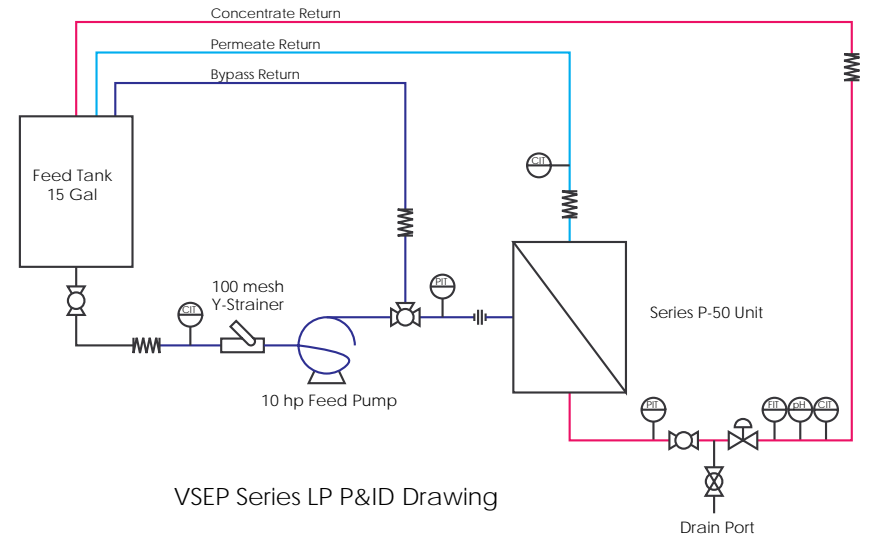 Concentrate Return
Permeate Return
Bypass Return
Feed Tank
15 Gal
CIT
100 mesh
Y-Strainer
CIT
PIT
Series P-50 Unit
10 hp Feed Pump
PIT
FIT
pH
CIT
VSEP Series LP P&ID Drawing
Drain Port